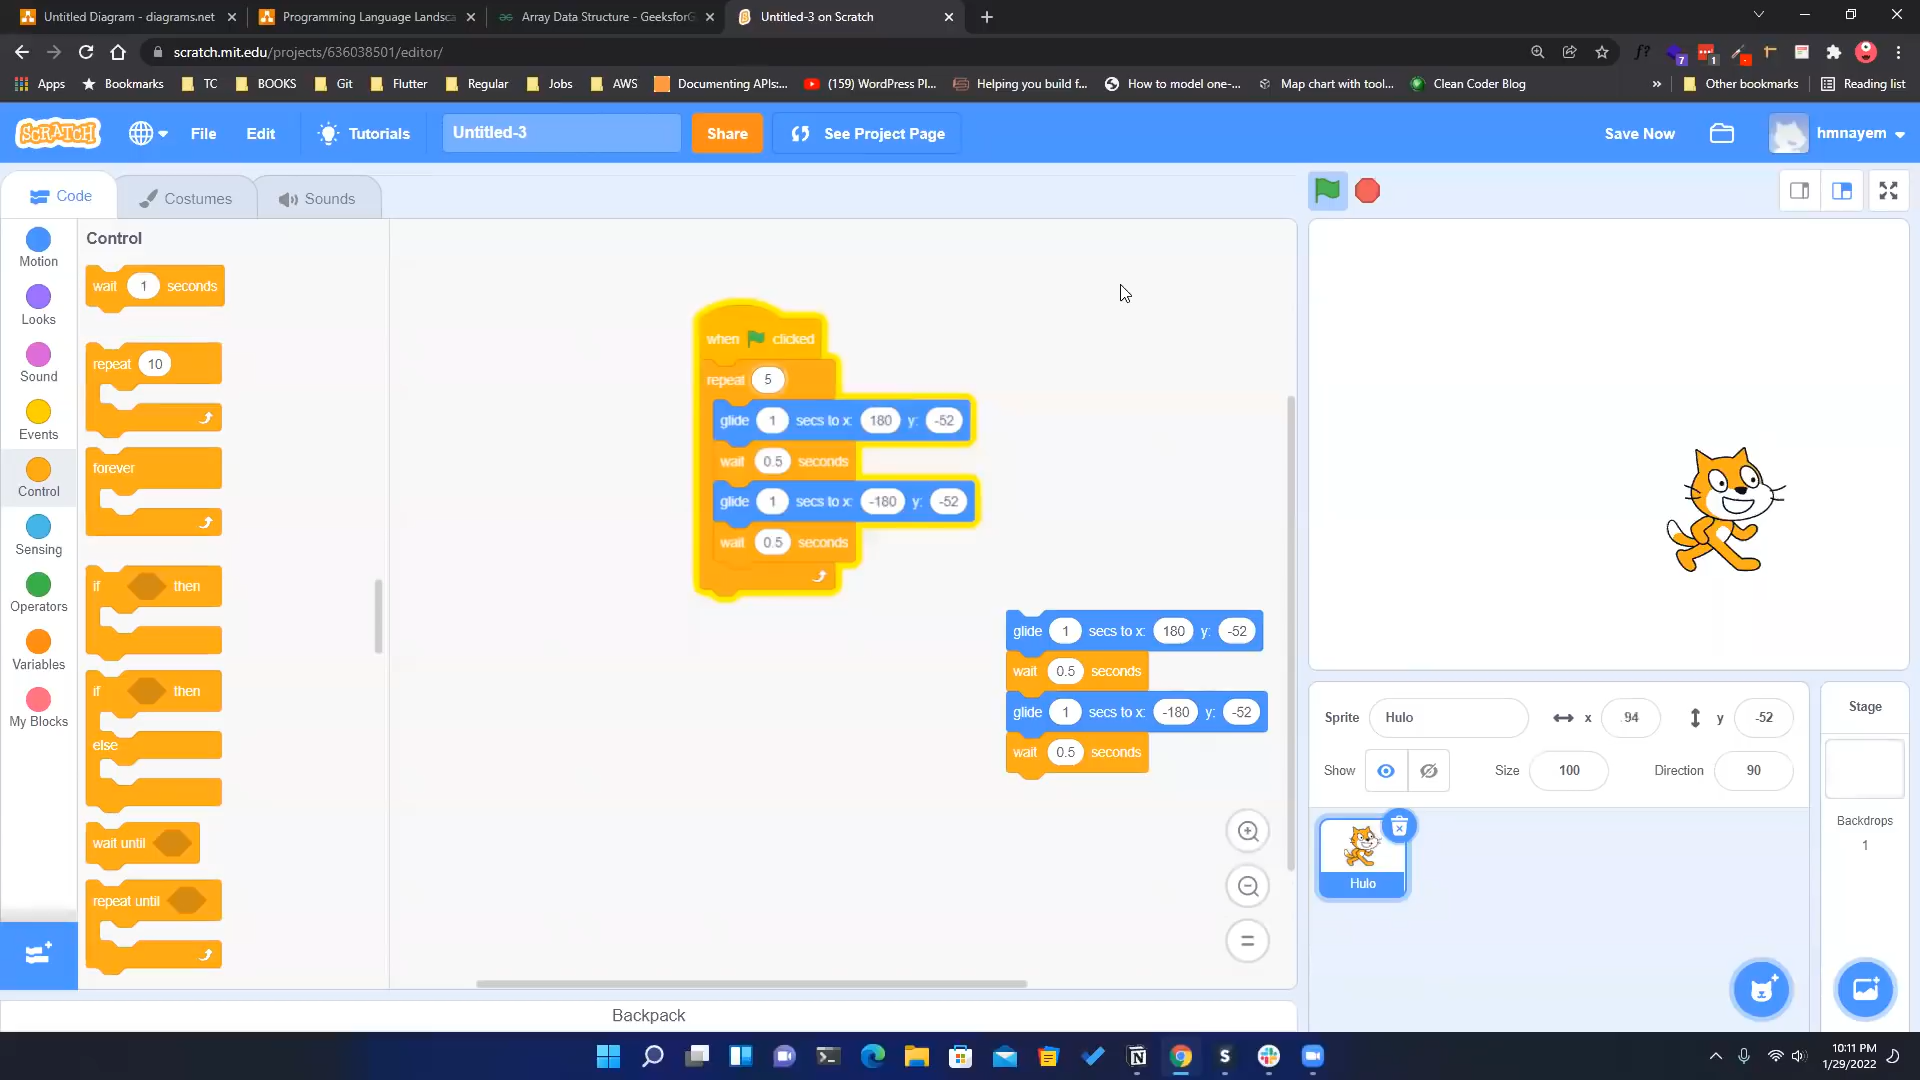 Untitled Diagram - diagrams.net
Programming Language Landsca
Array Data Structure - GeeksforG
Untitled-3 on Scratch
scratch.mit.edu/projects/636038501/editor/
Apps
Bookmarks
TC
BOOKS
Git
Flutter
Regular
Jobs
AWS
Documenting APIs:...
(159) WordPress Pl...
Helping you build f...
How to model one-...
Map chart with tool...
Clean Coder Blog
»
Other bookmarks
Reading list
SCRATCH
File
Edit
Tutorials
Untitled-3
Share
See Project Page
Save Now
hmnayem
Code
Costumes
Sounds
Motion
Looks
Sound
Events
Control
Sensing
Operators
Variables
My Blocks
Control
wait 1 seconds
repeat 10
forever
if then
if then
else
wait until
repeat until
when clicked
repeat 5
glide 1 secs to x: 180 y: -52
wait 0.5 seconds
glide 1 secs to x: -180 y: -52
wait 0.5 seconds
glide 1 secs to x: 180 y: -52
wait 0.5 seconds
glide 1 secs to x: -180 y: -52
wait 0.5 seconds
Sprite Hulo x 94 y -52
Show Size 100 Direction 90
Hulo
Stage
Backdrops
1
Backpack
10:11 PM
1/29/2022